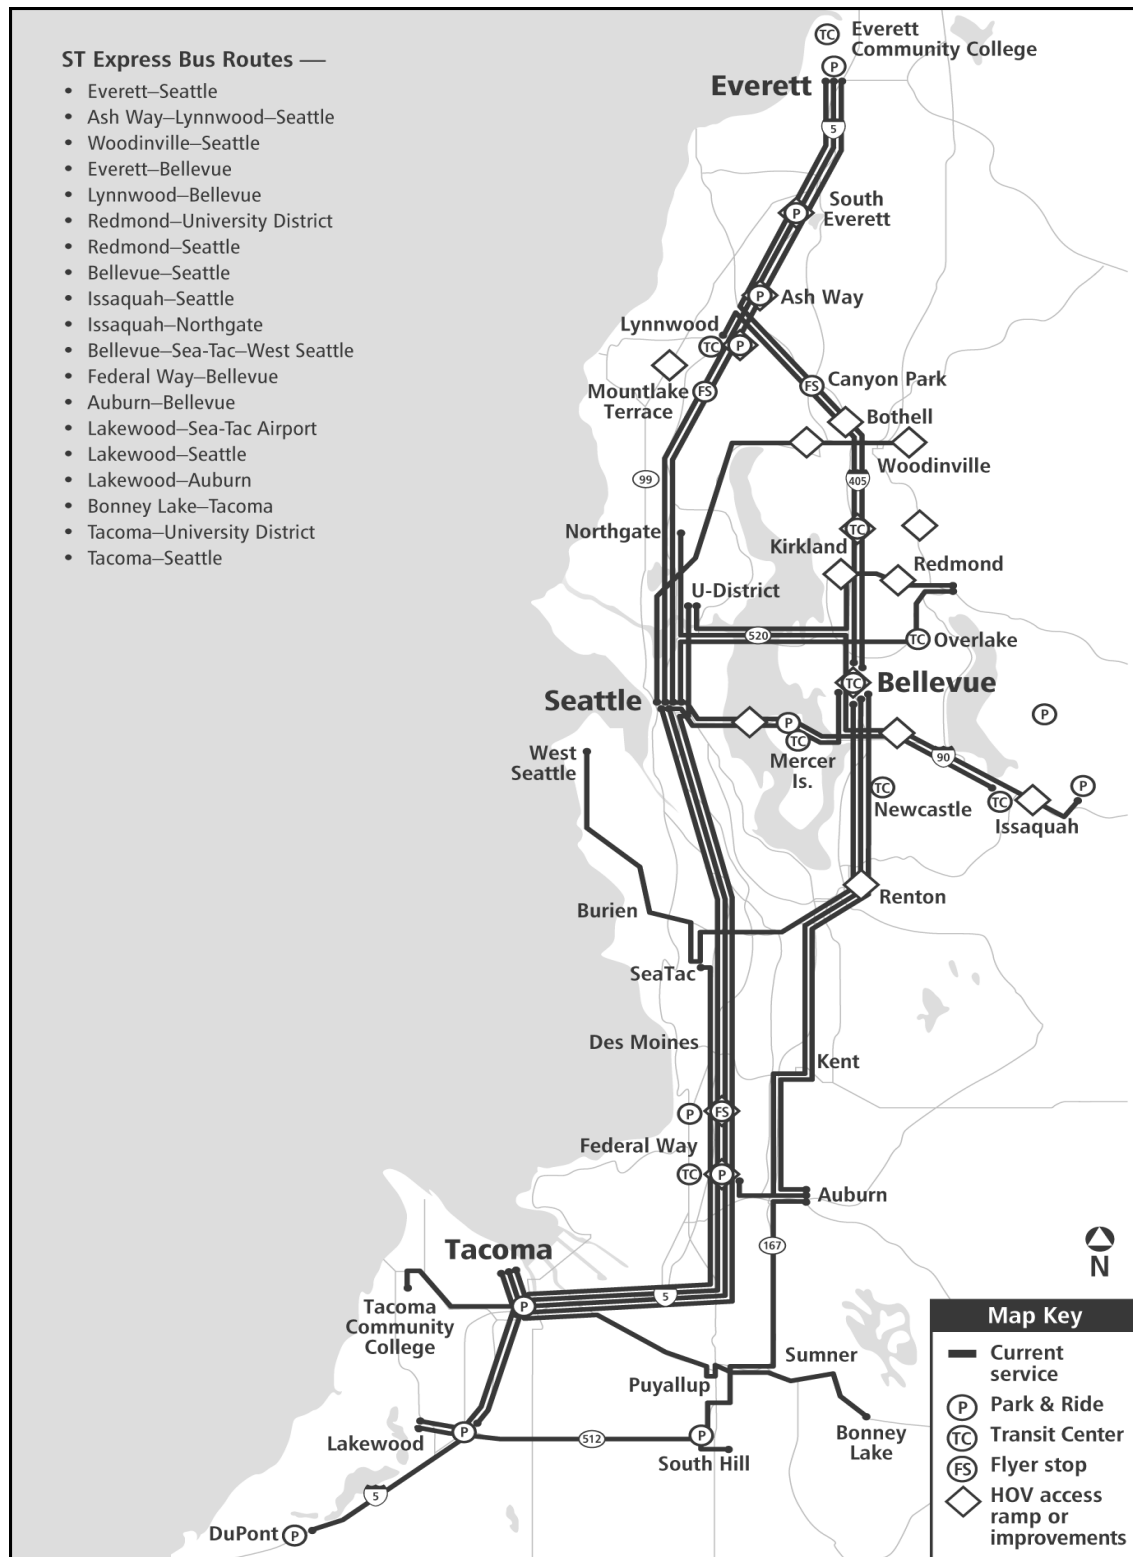 ST Express Bus Routes —
• Everett–Seattle
• Ash Way–Lynnwood–Seattle
• Woodinville–Seattle
• Everett–Bellevue
• Lynnwood–Bellevue
• Redmond–University District
• Redmond–Seattle
• Bellevue–Seattle
• Issaquah–Seattle
• Issaquah–Northgate
• Bellevue–Sea-Tac–West Seattle
• Federal Way–Bellevue
• Auburn–Bellevue
• Lakewood–Sea-Tac Airport
• Lakewood–Seattle
• Lakewood–Auburn
• Bonney Lake–Tacoma
• Tacoma–University District
• Tacoma–Seattle
TC
Everett
Community College
P
Everett
5
P
South
Everett
P
Ash Way
Lynnwood
TC
P
Mountlake
Terrace
FS
FS
Canyon Park
Bothell
Woodinville
99
405
Northgate
TC
Kirkland
Redmond
U-District
520
TC
Overlake
TC
Bellevue
Seattle
P
TC
Mercer
Is.
P
90
West
Seattle
TC
Newcastle
P
TC
Issaquah
Renton
Burien
SeaTac
Des Moines
Kent
P
FS
Federal Way
TC
P
Auburn
167
Tacoma
5
P
Tacoma
Community
College
Sumner
Puyallup
Bonney
Lake
Lakewood
P
512
P
South Hill
5
DuPont
P
N
Map Key
Current
service
P
Park & Ride
TC
Transit Center
FS
Flyer stop
HOV access
ramp or
improvements